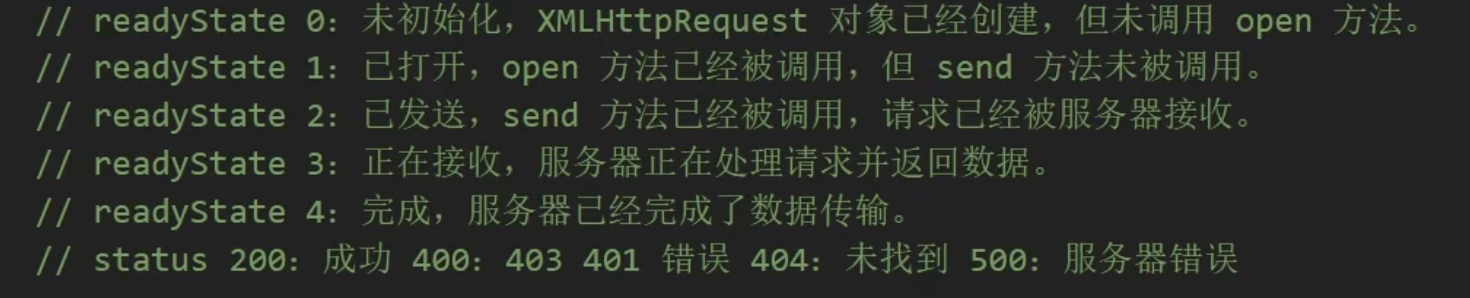 // readyState 0: 未初始化，XMLHttpRequest 对象已经创建，但未调用 open 方法。
// readyState 1: 已打开，open 方法已经被调用，但 send 方法未被调用。
// readyState 2: 已发送，send 方法已经被调用，请求已经被服务器接收。
// readyState 3: 正在接收，服务器正在处理请求并返回数据。
// readyState 4: 完成，服务器已经完成了数据传输。
// status 200: 成功 400: 403 401 错误 404: 未找到 500: 服务器错误